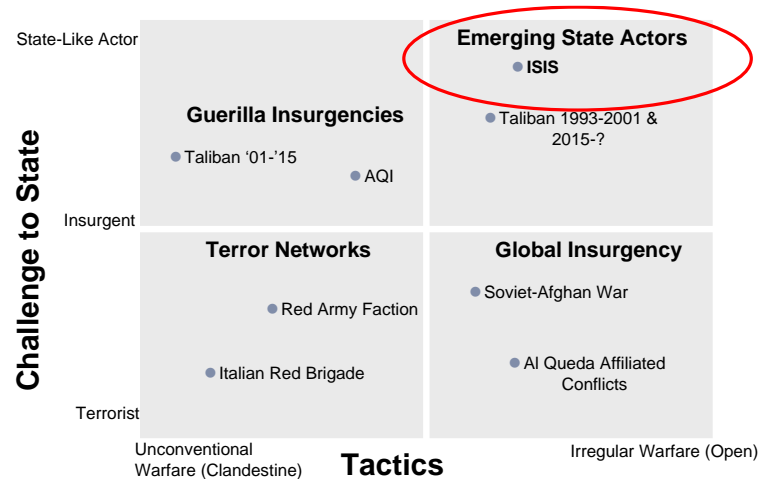 State-Like Actor
Emerging State Actors
ISIS
Guerilla Insurgencies
Taliban 1993-2001 &
2015-?
Taliban ‘01-’15
AQI
Challenge to State
Insurgent
Terror Networks
Global Insurgency
Soviet-Afghan War
Red Army Faction
Italian Red Brigade
Al Queda Affiliated
Conflicts
Terrorist
Unconventional
Warfare (Clandestine)
Tactics
Irregular Warfare (Open)